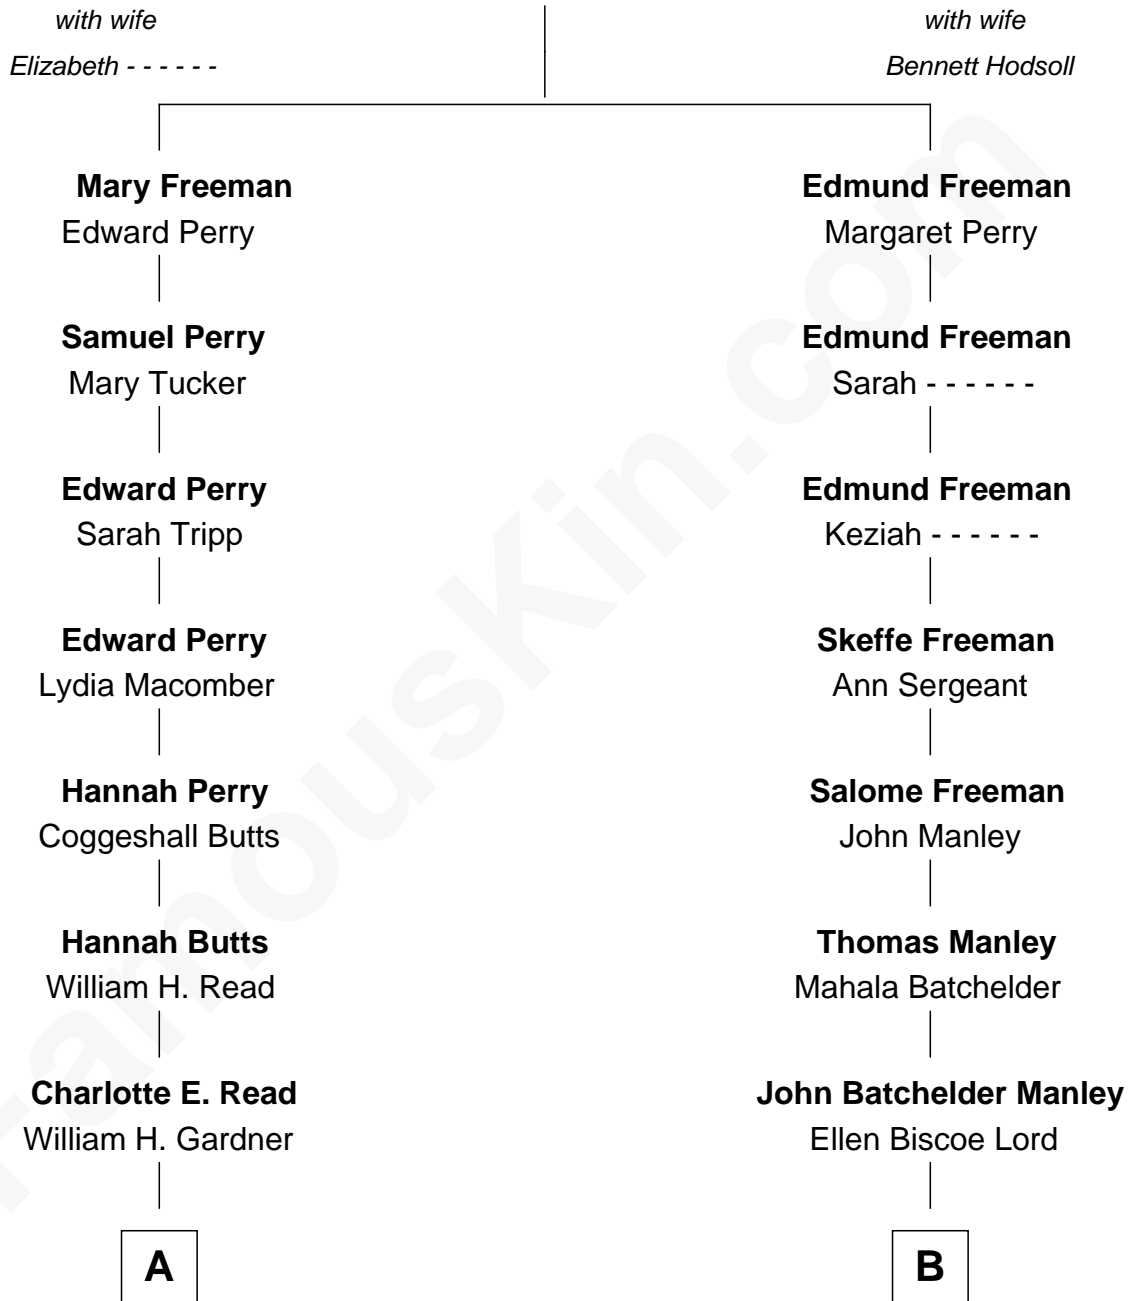 with wife
Elizabeth - - - - - -
with wife
Bennett Hodsoll
Mary Freeman
Edward Perry
Edmund Freeman
Margaret Perry
Samuel Perry
Mary Tucker
Edmund Freeman
Sarah - - - - - -
Edward Perry
Sarah Tripp
Edmund Freeman
Keziah - - - - - -
Edward Perry
Lydia Macomber
Skeffe Freeman
Ann Sergeant
Hannah Perry
Coggeshall Butts
Salome Freeman
John Manley
Hannah Butts
William H. Read
Thomas Manley
Mahala Batchelder
Charlotte E. Read
William H. Gardner
John Batchelder Manley
Ellen Biscoe Lord
A
B
FamousKin.com